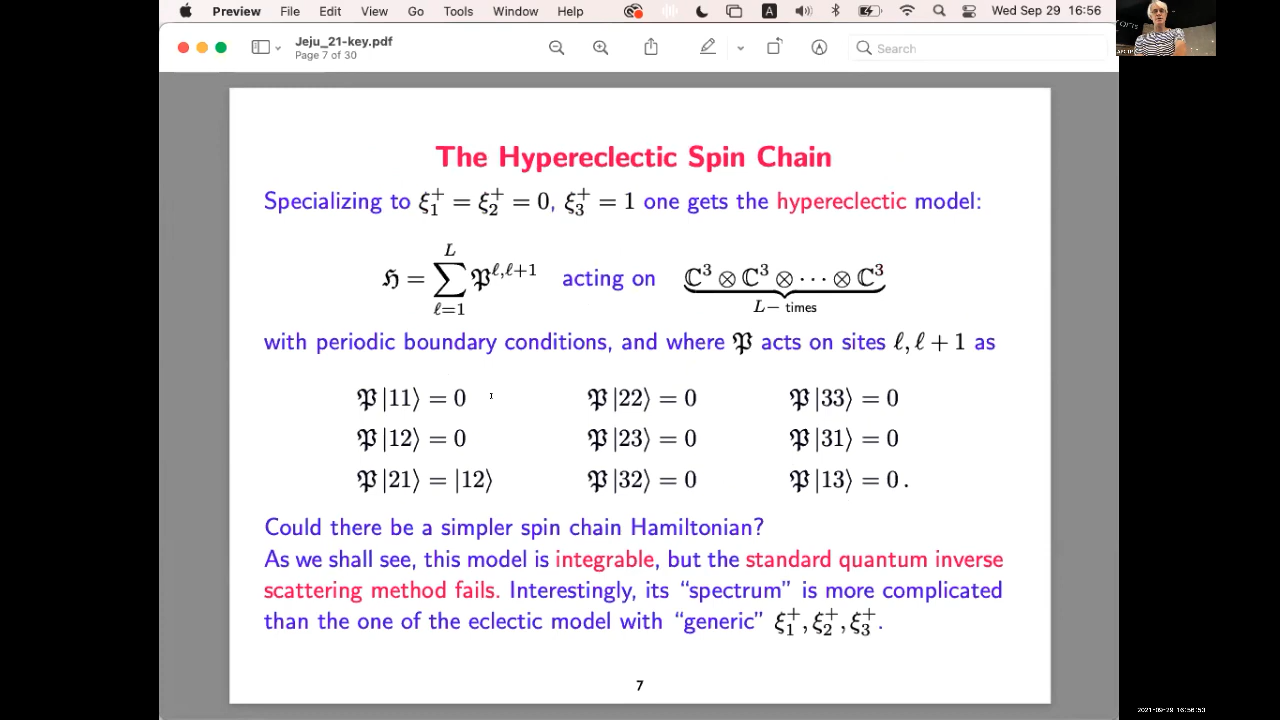 Preview File Edit View Go Tools Window Help A Wed Sep 29 16:56
Jeju_21-key.pdf
Page 7 of 30
Search
The Hypereclectic Spin Chain
Specializing to ξ₁⁺ = ξ₂⁺ = 0, ξ₃⁺ = 1 one gets the hypereclectic model:
ℌ = ∑_{ℓ=1}^{L} 𝔓^{ℓ,ℓ+1} acting on ℂ³ ⊗ ℂ³ ⊗ ··· ⊗ ℂ³
L− times
with periodic boundary conditions, and where 𝔓 acts on sites ℓ, ℓ + 1 as
𝔓 |11⟩ = 0 𝔓 |22⟩ = 0 𝔓 |33⟩ = 0
𝔓 |12⟩ = 0 𝔓 |23⟩ = 0 𝔓 |31⟩ = 0
𝔓 |21⟩ = |12⟩ 𝔓 |32⟩ = 0 𝔓 |13⟩ = 0 .
Could there be a simpler spin chain Hamiltonian?
As we shall see, this model is integrable, but the standard quantum inverse
scattering method fails. Interestingly, its “spectrum” is more complicated
than the one of the eclectic model with “generic” ξ₁⁺, ξ₂⁺, ξ₃⁺.
7
2021-09-29 16:56:53